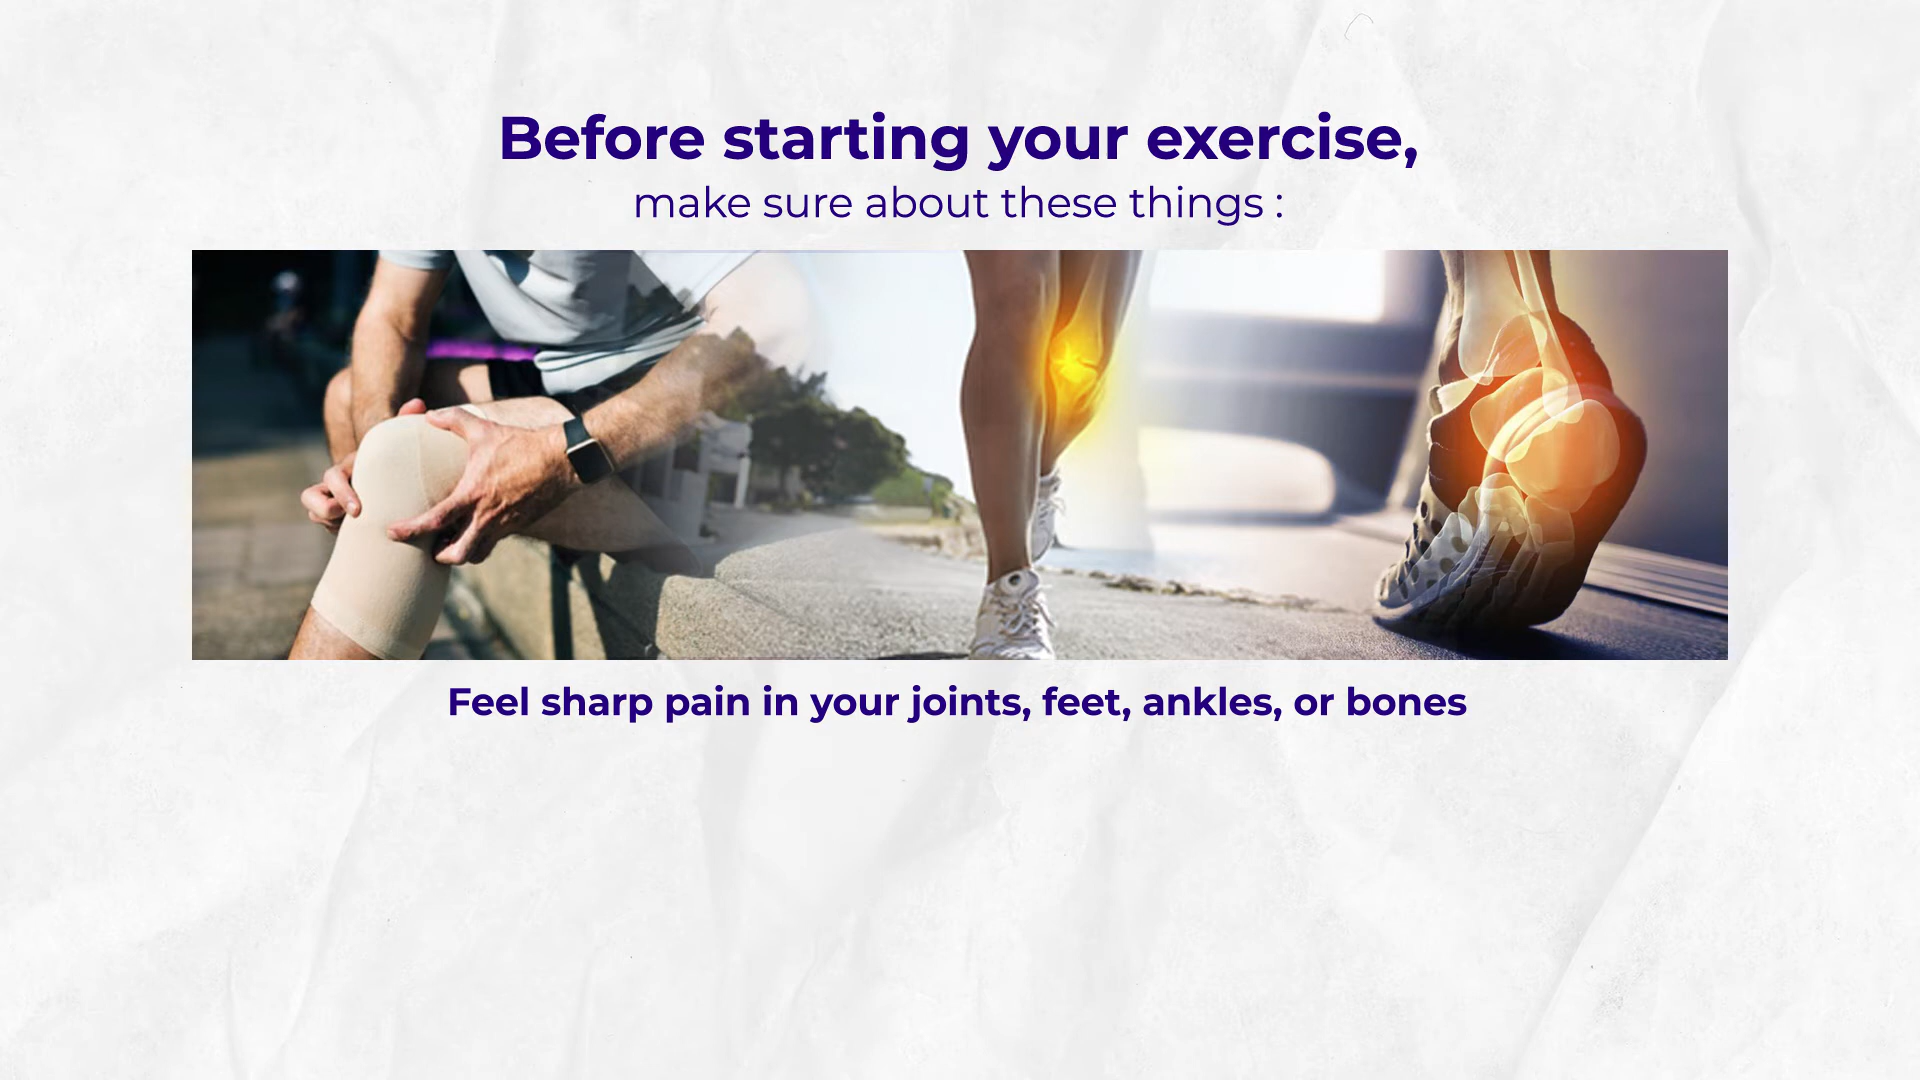 Before starting your exercise,
make sure about these things :
Feel sharp pain in your joints, feet, ankles, or bones